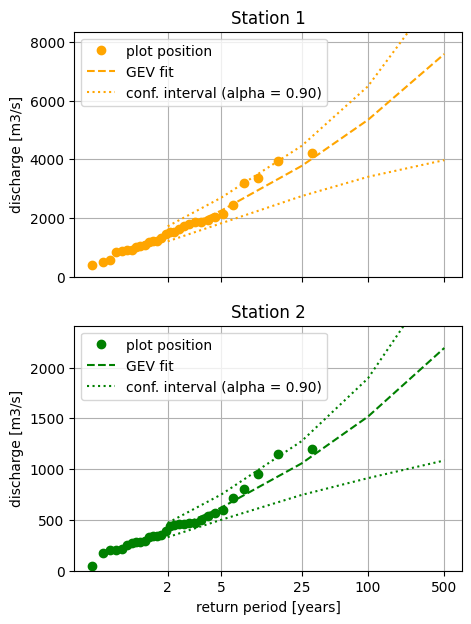 Station 1
8000
6000
4000
2000
0
discharge [m3/s]
plot position
GEV fit
conf. interval (alpha = 0.90)
Station 2
2000
1500
1000
500
0
discharge [m3/s]
plot position
GEV fit
conf. interval (alpha = 0.90)
2 5 25 100 500
return period [years]